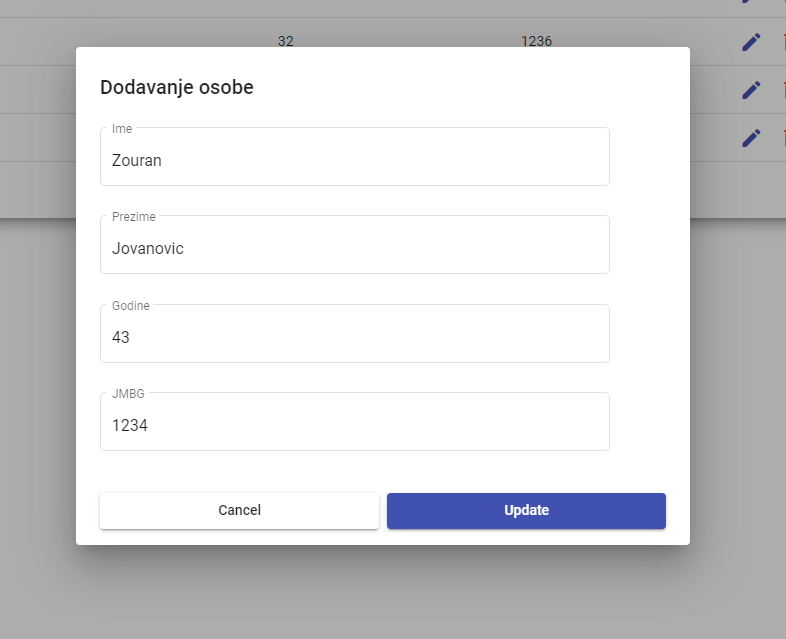 32 1236
Dodavanje osobe
Ime
Zouran
Prezime
Jovanovic
Godine
43
JMBG
1234
Cancel Update